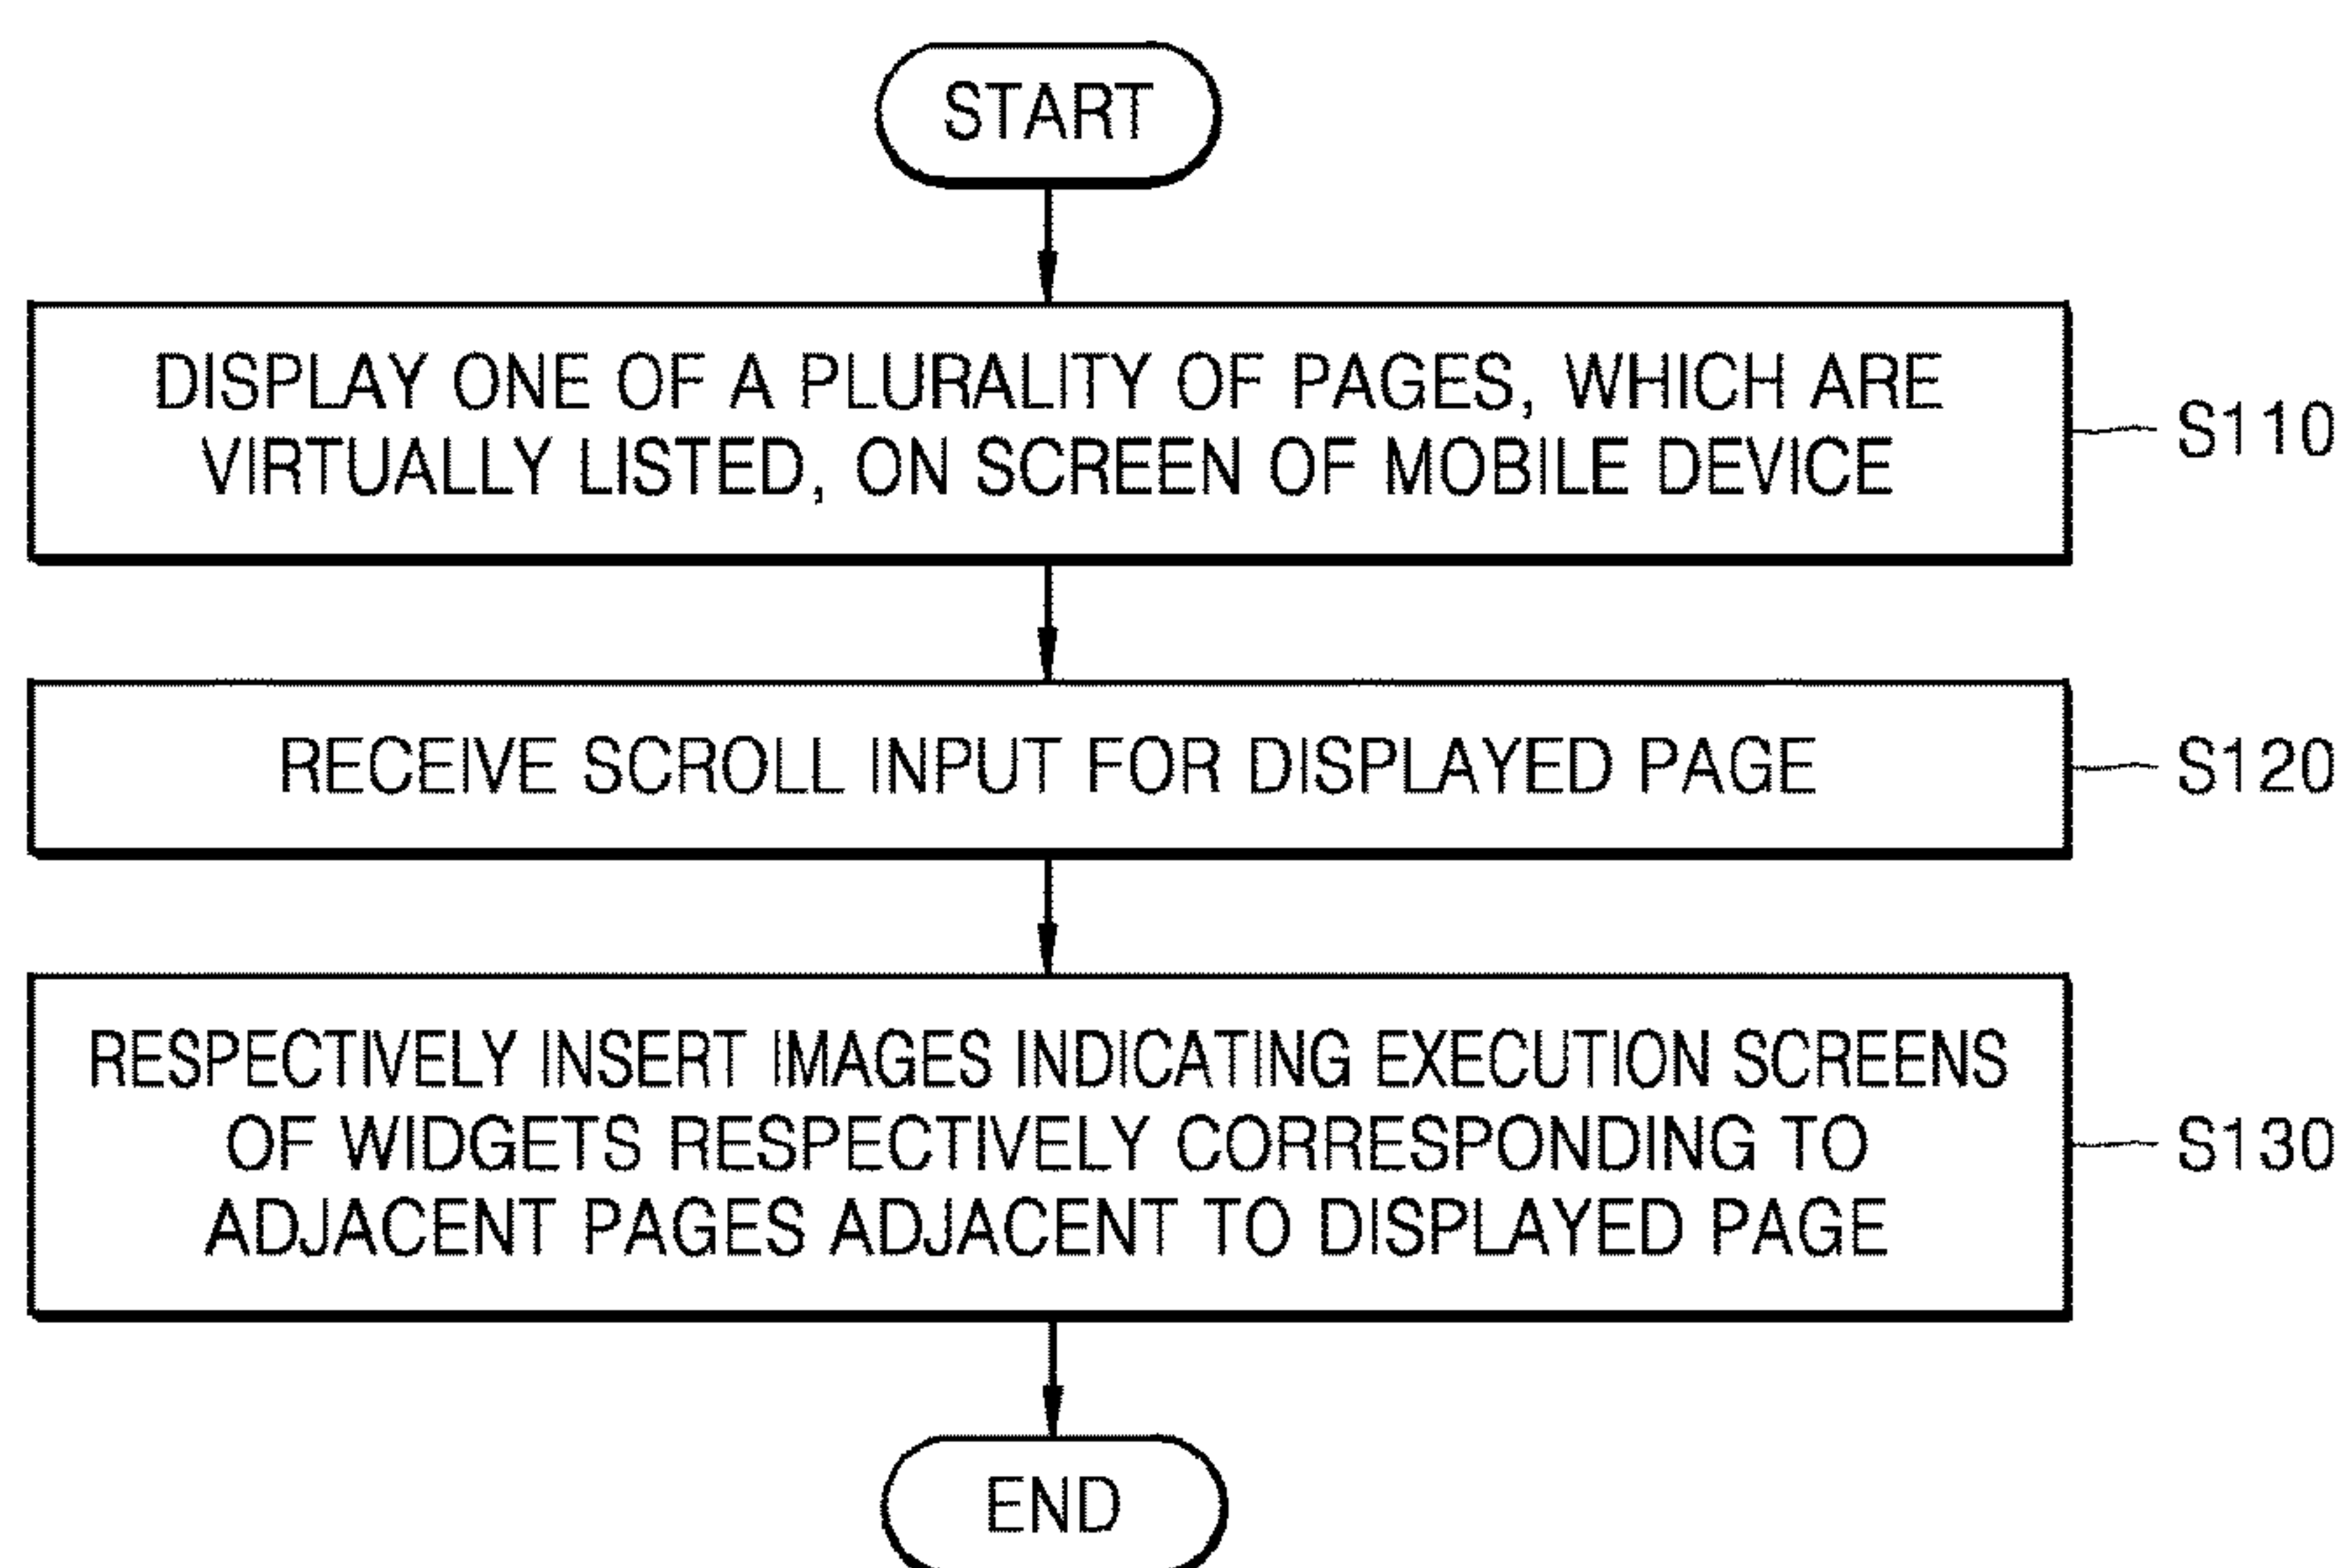 START
DISPLAY ONE OF A PLURALITY OF PAGES, WHICH ARE
VIRTUALLY LISTED, ON SCREEN OF MOBILE DEVICE
S110
RECEIVE SCROLL INPUT FOR DISPLAYED PAGE
S120
RESPECTIVELY INSERT IMAGES INDICATING EXECUTION SCREENS
OF WIDGETS RESPECTIVELY CORRESPONDING TO
ADJACENT PAGES ADJACENT TO DISPLAYED PAGE
S130
END